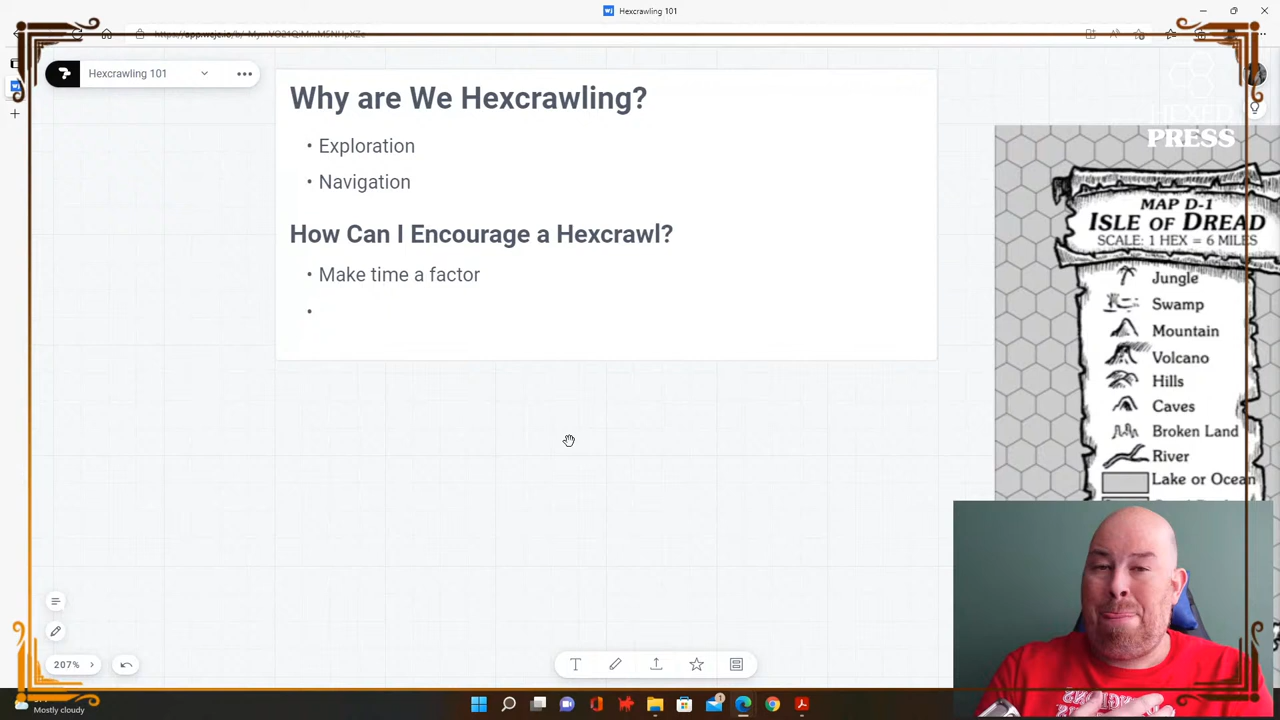 Hexcrawling 101
Hexcrawling 101
HEXED
PRESS
Why are We Hexcrawling?
• Exploration
• Navigation
How Can I Encourage a Hexcrawl?
• Make time a factor
•
MAP D-1
ISLE OF DREAD
SCALE: 1 HEX = 6 MILES
Jungle
Swamp
Mountain
Volcano
Hills
Caves
Broken Land
River
Lake or Ocean
207%
T
1
Mostly cloudy